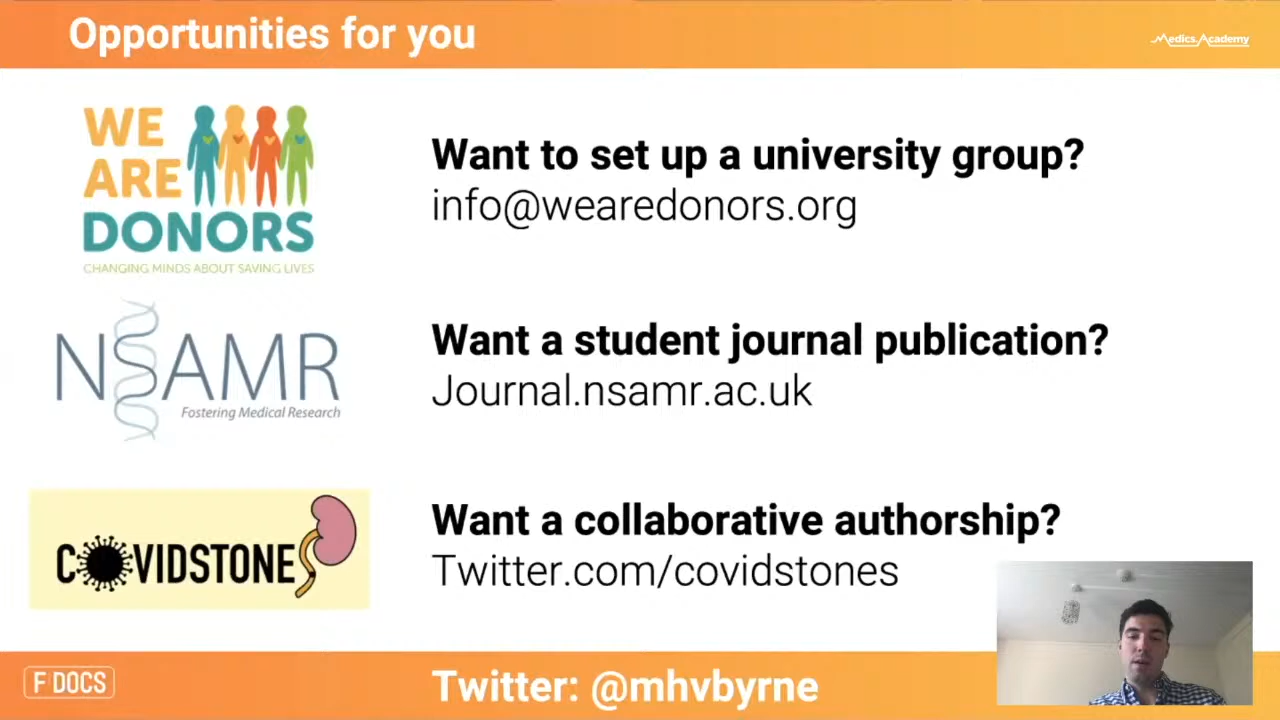 Opportunities for you
Medics.Academy
WE
ARE
DONORS
CHANGING MINDS ABOUT SAVING LIVES
Want to set up a university group?
info@wearedonors.org
NSAMR
Fostering Medical Research
Want a student journal publication?
Journal.nsamr.ac.uk
COVIDSTONES
Want a collaborative authorship?
Twitter.com/covidstones
F DOCS
Twitter: @mhvbyrne